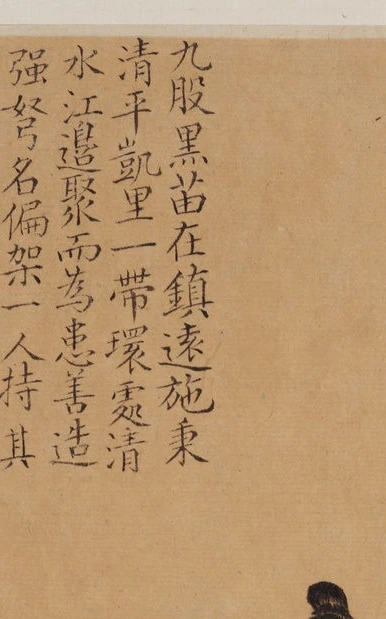 九股黑苗在鎮遠施秉
清平凱里一帶環處清
水江邉聚而為患善造
强弩名偏架一人持其